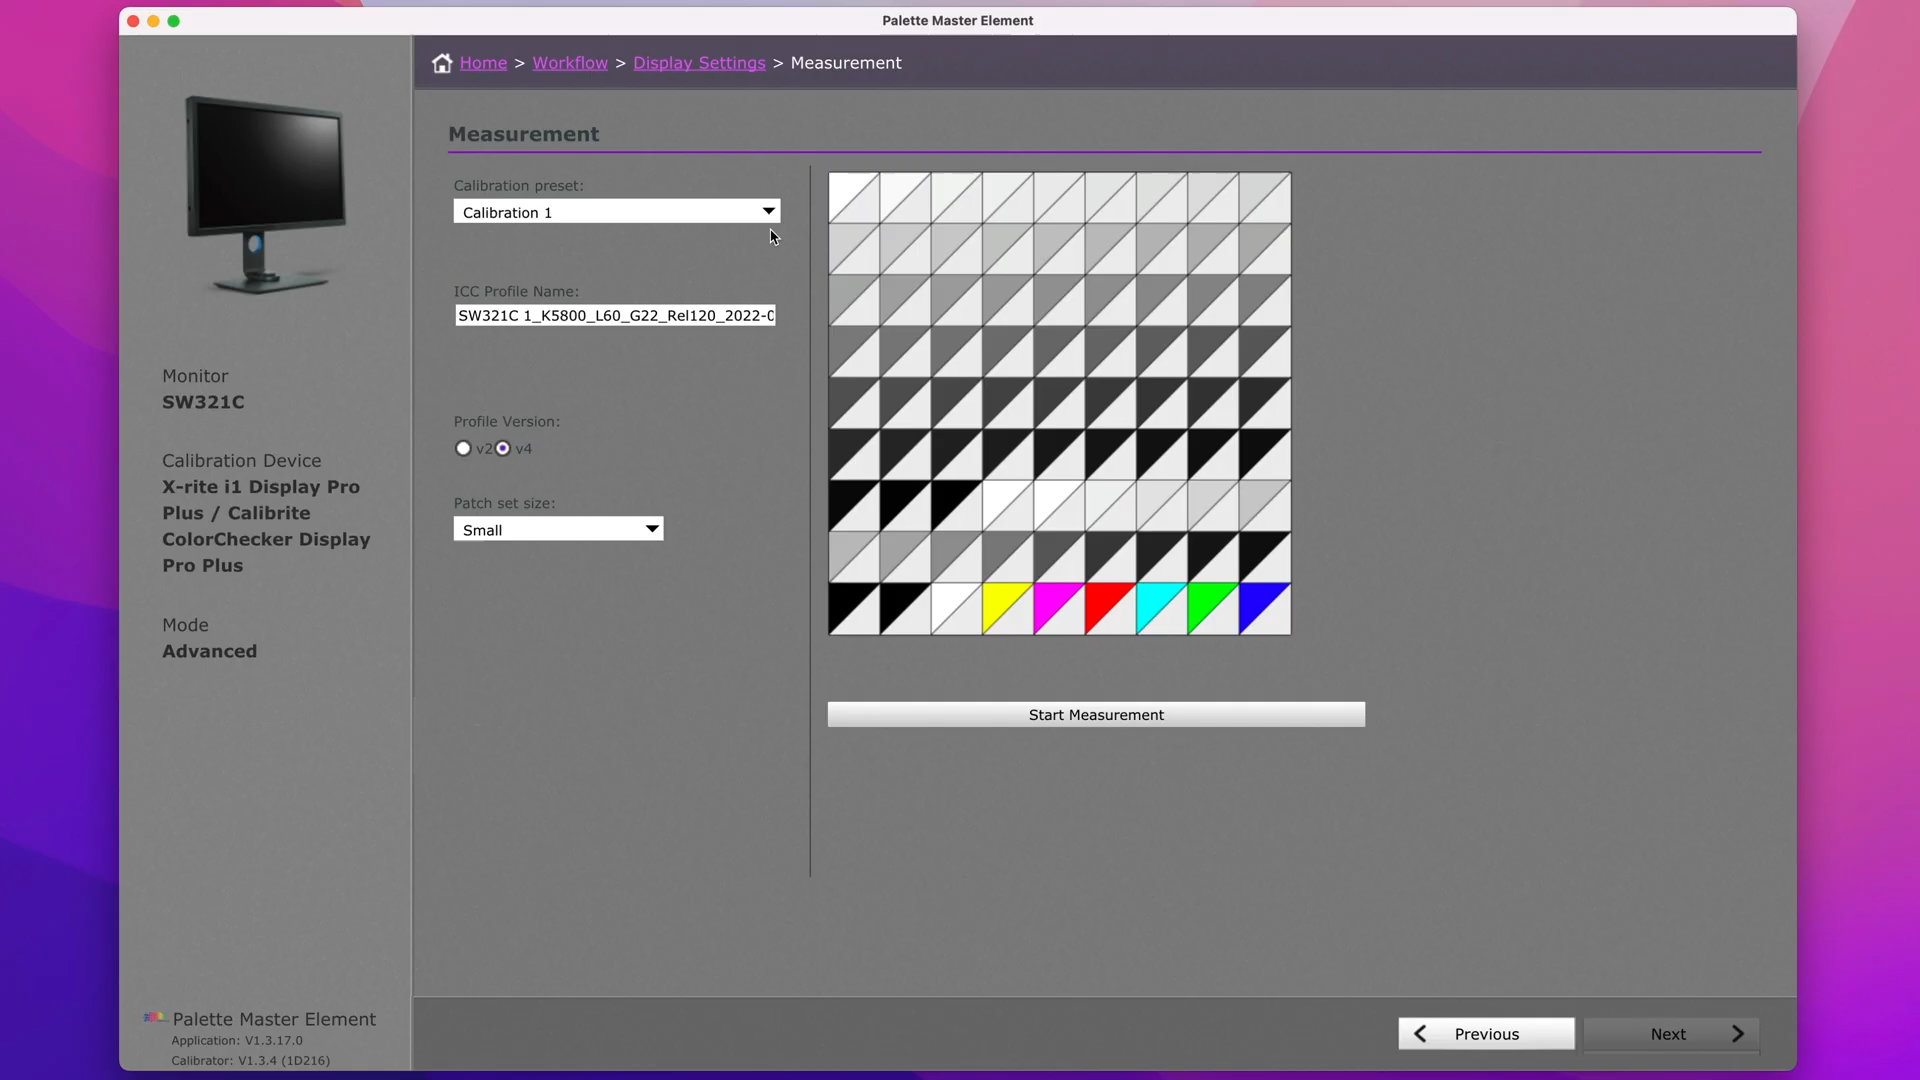 Palette Master Element
Home > Workflow > Display Settings > Measurement
Measurement
Calibration preset:
Calibration 1
ICC Profile Name:
SW321C 1_K5800_L60_G22_Rel120_2022-0
Profile Version:
v2 v4
Patch set size:
Small
Start Measurement
Monitor
SW321C
Calibration Device
X-rite i1 Display Pro
Plus / Calibrite
ColorChecker Display
Pro Plus
Mode
Advanced
Palette Master Element
Application: V1.3.17.0
Calibrator: V1.3.4 (1D216)
Previous
Next